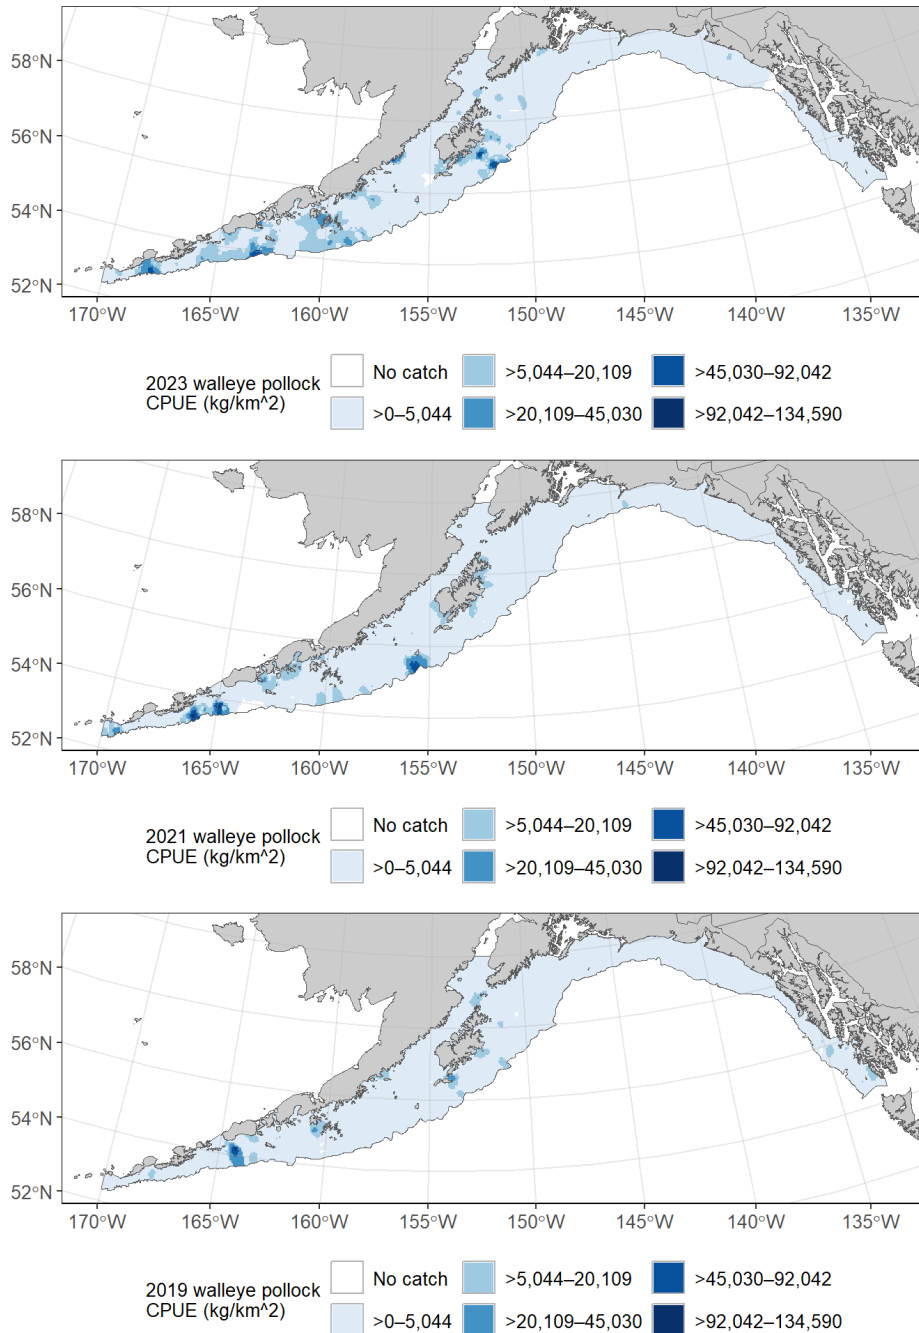 58°N
56°N
54°N
52°N
170°W 165°W 160°W 155°W 150°W 145°W 140°W 135°W
2023 walleye pollock
CPUE (kg/km^2)
No catch >5,044–20,109 >45,030–92,042
>0–5,044 >20,109–45,030 >92,042–134,590
58°N
56°N
54°N
52°N
170°W 165°W 160°W 155°W 150°W 145°W 140°W 135°W
2021 walleye pollock
CPUE (kg/km^2)
No catch >5,044–20,109 >45,030–92,042
>0–5,044 >20,109–45,030 >92,042–134,590
58°N
56°N
54°N
52°N
170°W 165°W 160°W 155°W 150°W 145°W 140°W 135°W
2019 walleye pollock
CPUE (kg/km^2)
No catch >5,044–20,109 >45,030–92,042
>0–5,044 >20,109–45,030 >92,042–134,590